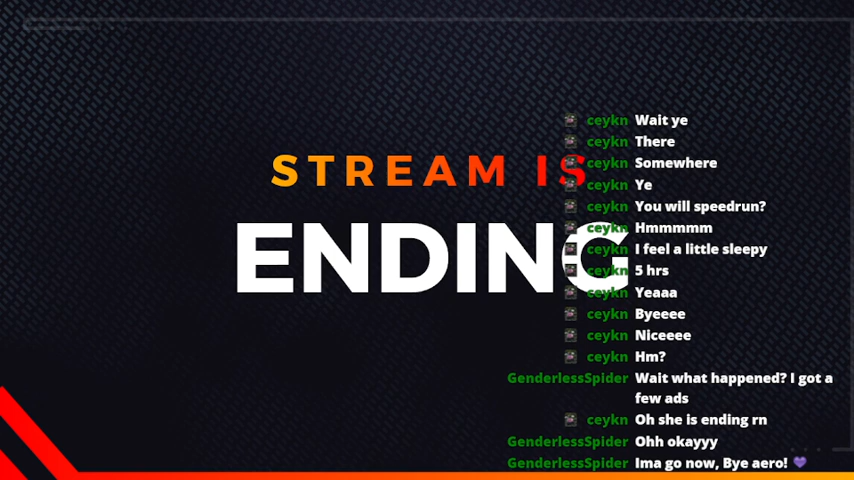 STREAM IS
ENDING
ceykn Wait ye
ceykn There
ceykn Somewhere
ceykn Ye
ceykn You will speedrun?
ceykn Hmmmmm
ceykn I feel a little sleepy
ceykn 5 hrs
ceykn Yeaaa
ceykn Byeeee
ceykn Niceeee
ceykn Hm?
GenderlessSpider Wait what happened? I got a
few ads
ceykn Oh she is ending rn
GenderlessSpider Ohh okayyy
GenderlessSpider Ima go now, Bye aero! 💜